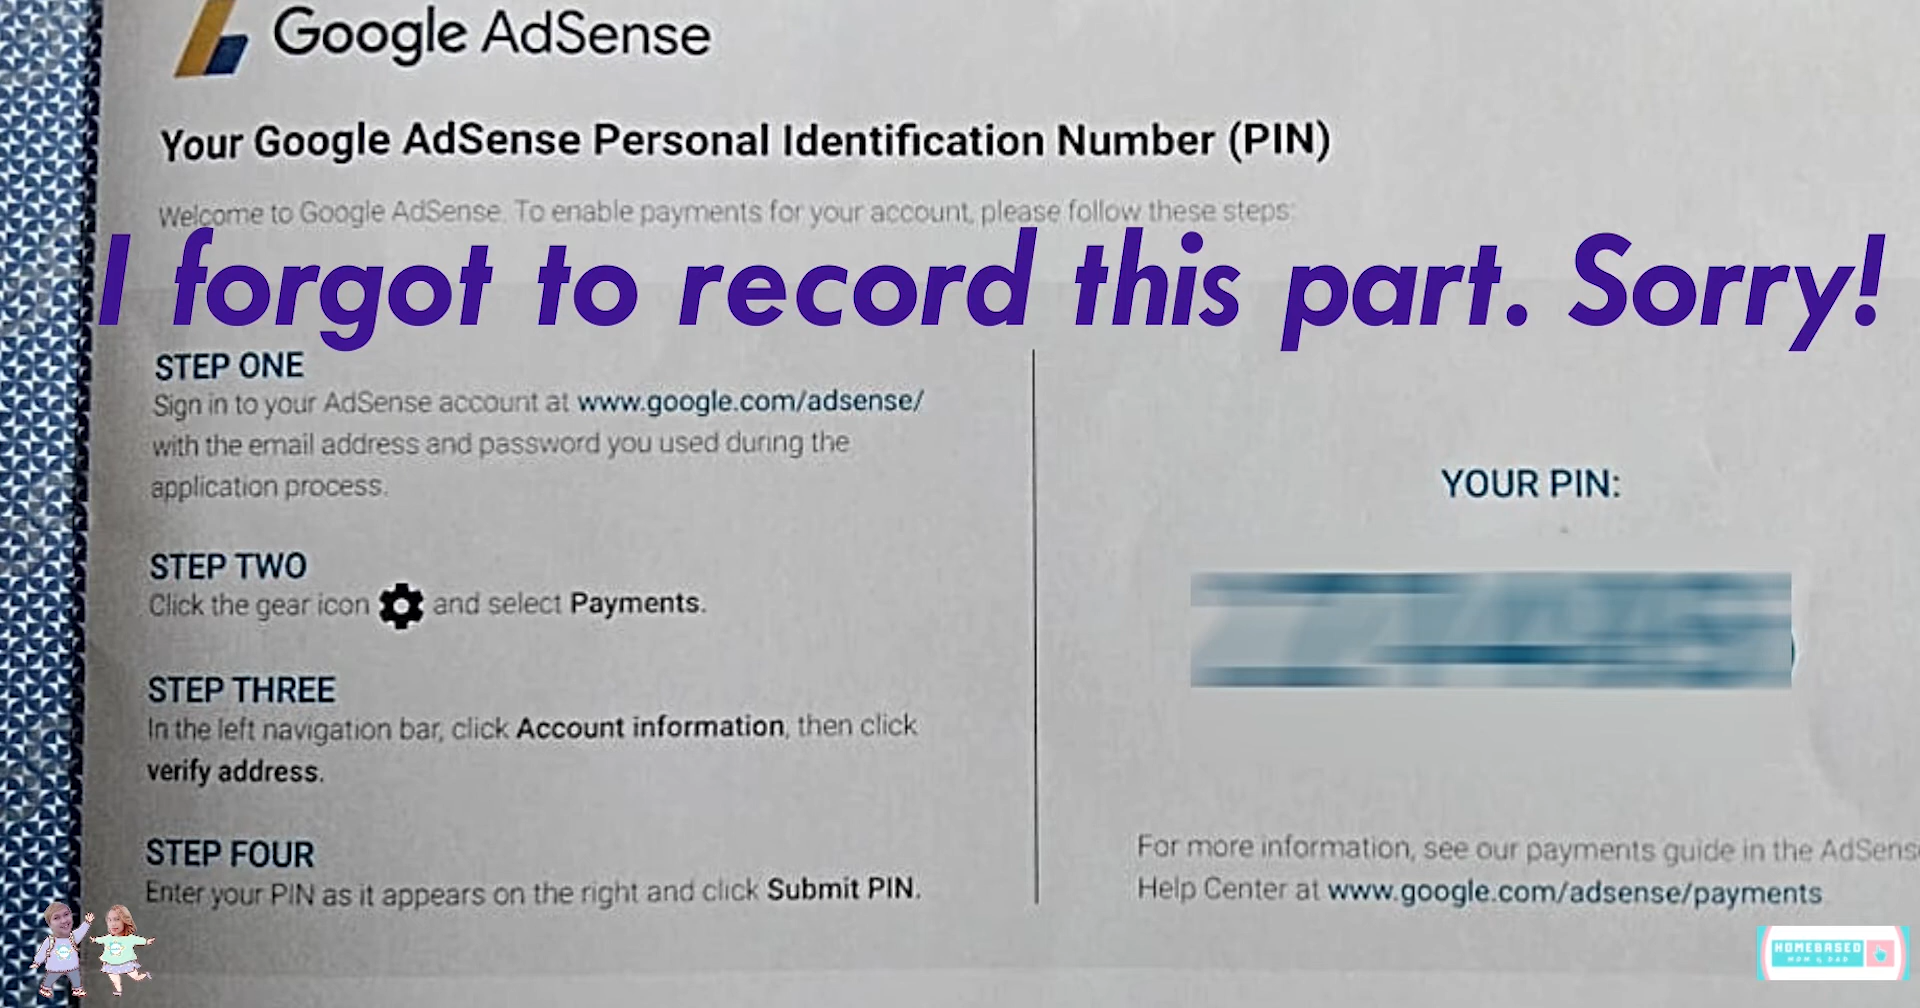 Google AdSense
Your Google AdSense Personal Identification Number (PIN)
Welcome to Google AdSense. To enable payments for your account, please follow these steps:
I forgot to record this part. Sorry!
STEP ONE
Sign in to your AdSense account at www.google.com/adsense/
with the email address and password you used during the
application process.
STEP TWO
Click the gear icon and select Payments.
STEP THREE
In the left navigation bar, click Account information, then click
verify address.
STEP FOUR
Enter your PIN as it appears on the right and click Submit PIN.
YOUR PIN:
For more information, see our payments guide in the AdSense
Help Center at www.google.com/adsense/payments
HOMEBASED
MOM & DAD